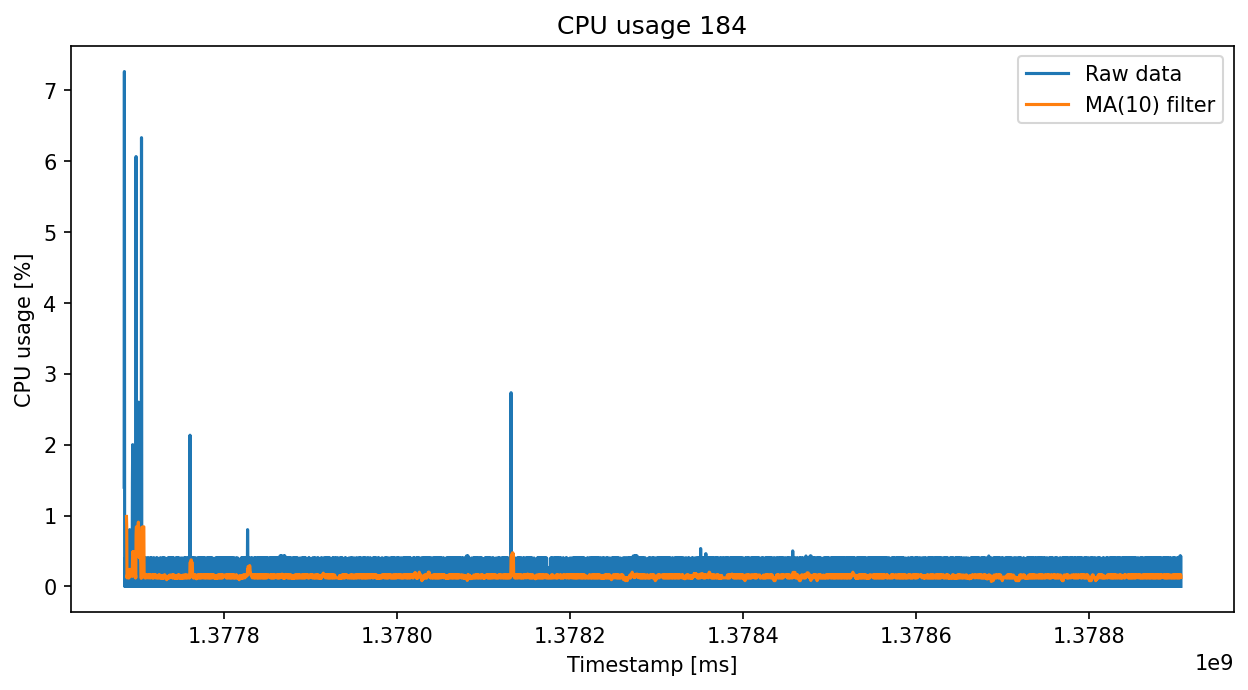 CPU usage 184
Raw data
MA(10) filter
CPU usage [%]
7
6
5
4
3
2
1
0
1.3778
1.3780
1.3782
1.3784
1.3786
1.3788
Timestamp [ms]
1e9